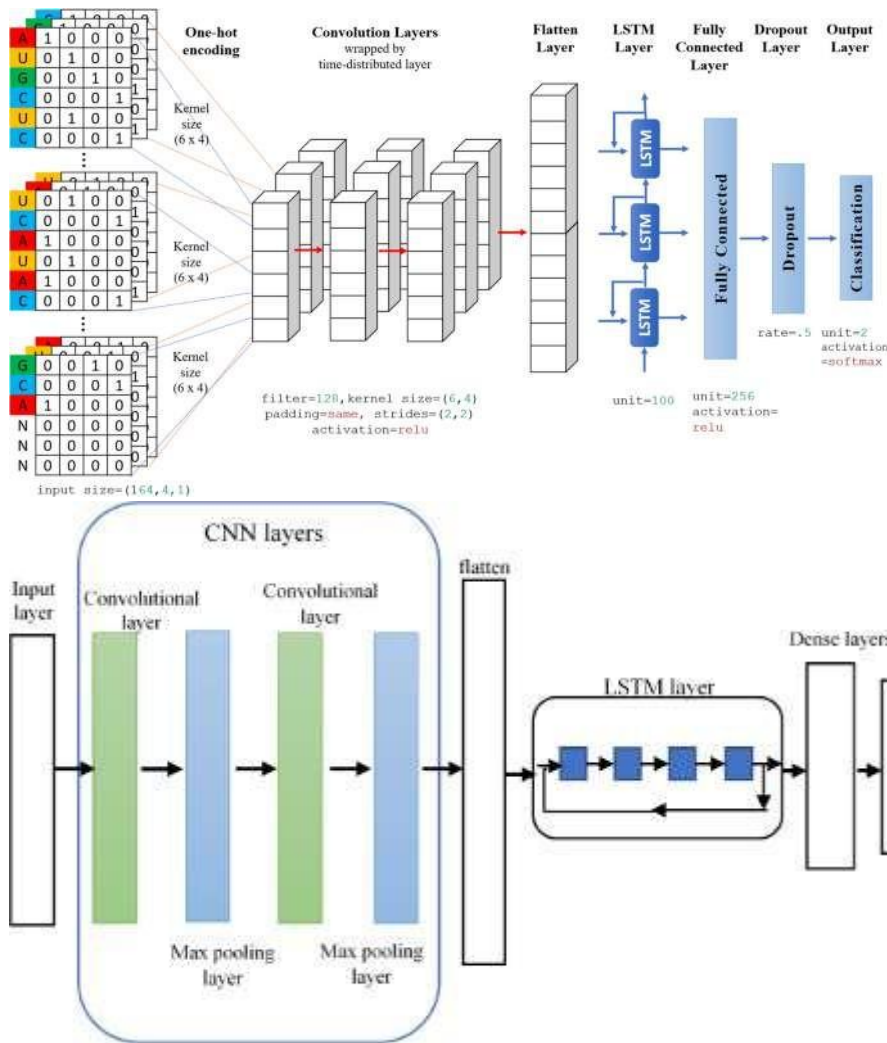 One-hot encoding
Convolution Layers
wrapped by
time-distributed layer
Flatten Layer
LSTM Layer
Fully Connected Layer
Dropout Layer
Output Layer
A 1 0 0 0
U 0 1 0 0
G 0 0 1 0
C 0 0 0 1
U 0 1 0 0
C 0 0 0 1
Kernel size (6 x 4)
U 0 1 0 0
C 0 0 0 1
A 1 0 0 0
U 0 1 0 0
A 1 0 0 0
C 0 0 0 1
Kernel size (6 x 4)
G 0 0 1 0
C 0 0 0 1
A 1 0 0 0
N 0 0 0 0
N 0 0 0 0
N 0 0 0 0
Kernel size (6 x 4)
input size=(164,4,1)
filter=128,kernel size=(6,4)
padding=same, strides=(2,2)
activation=relu
LSTM
LSTM
LSTM
unit=100
Fully Connected
unit=256
activation=
relu
Dropout
rate=.5
Classification
unit=2
activation
=softmax
CNN layers
Input layer
Convolutional layer
Max pooling layer
Convolutional layer
Max pooling layer
flatten
LSTM layer
Dense layers